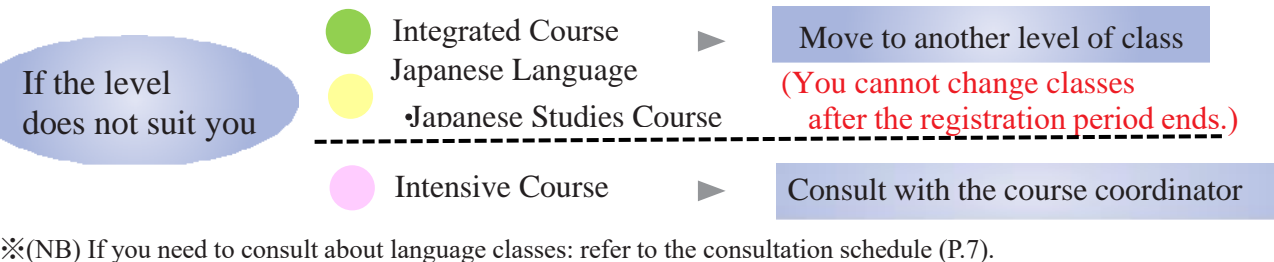 If the level
does not suit you
Integrated Course
Japanese Language
・Japanese Studies Course
Move to another level of class
(You cannot change classes
after the registration period ends.)
Intensive Course
Consult with the course coordinator
※(NB) If you need to consult about language classes: refer to the consultation schedule (P.7).